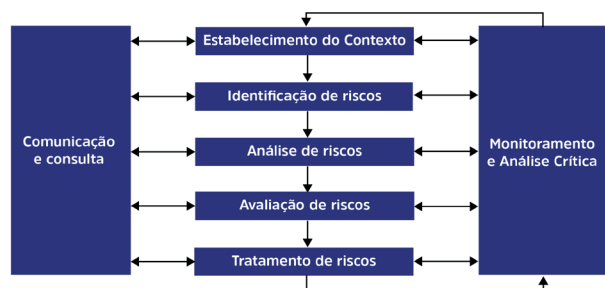 Estabelecimento do Contexto
Identificação de riscos
Comunicação
e consulta
Análise de riscos
Monitoramento
e Análise Crítica
Avaliação de riscos
Tratamento de riscos